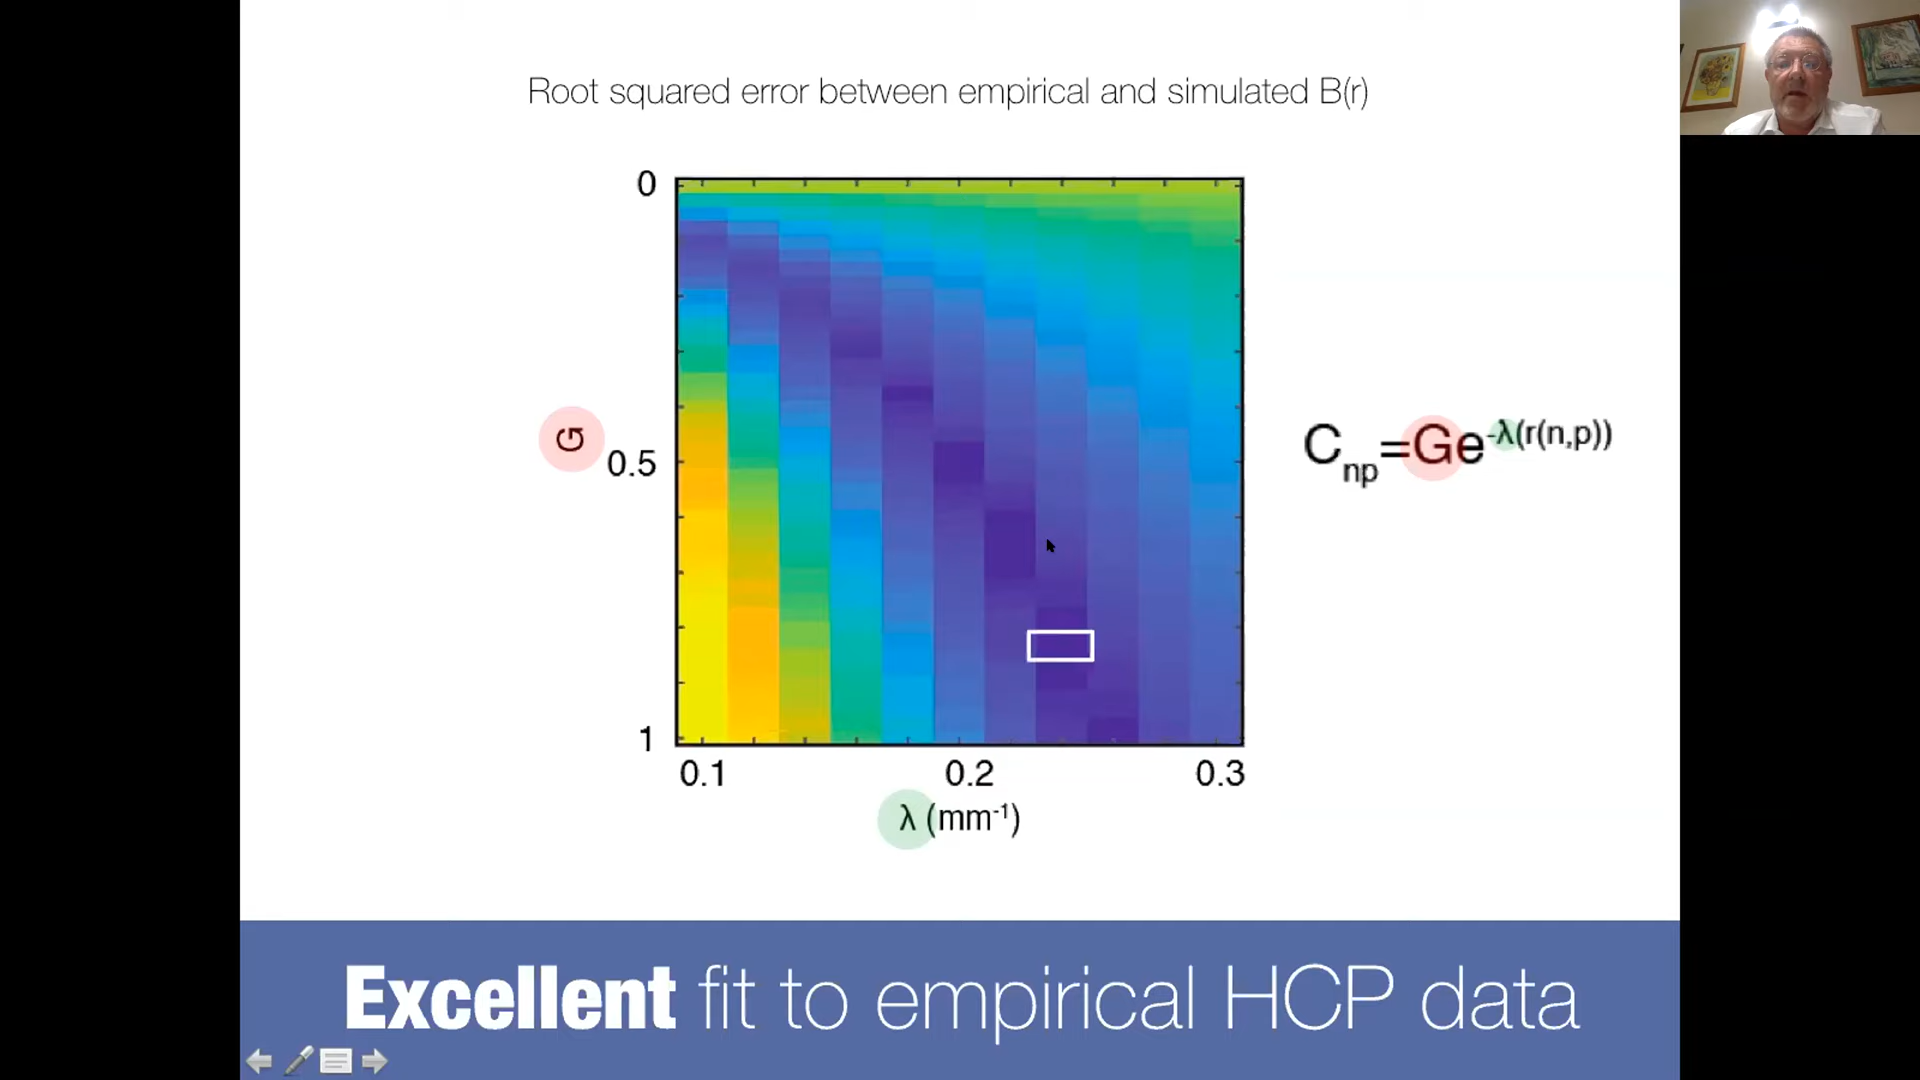 Root squared error between empirical and simulated B(r)
0
G
0.5
1
0.1 0.2 0.3
λ (mm⁻¹)
Cnp=Ge^-λ(r(n,p))
Excellent fit to empirical HCP data